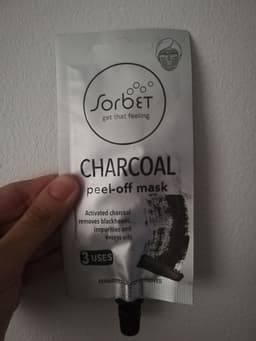 SorbET
get that feeling
CHARCOAL
peel-off mask
Activated charcoal
removes blackheads,
impurities and
excess oils
3 USES